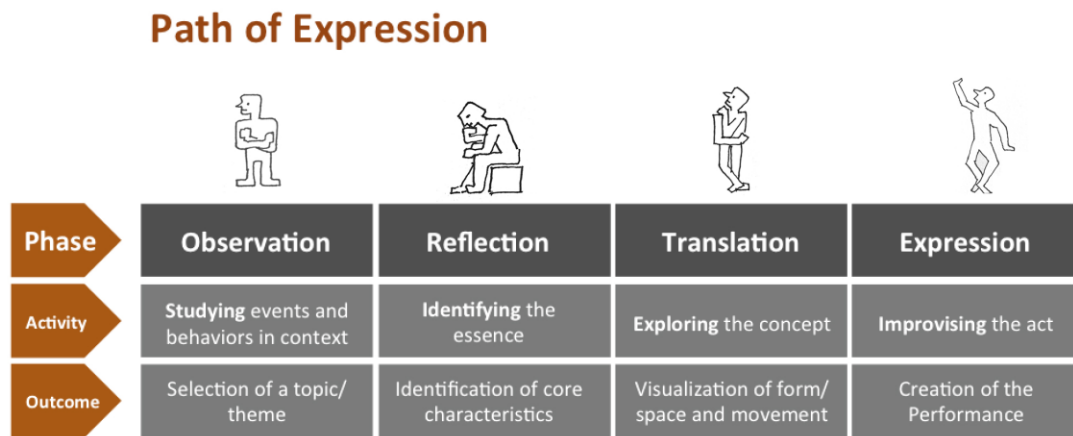 Path of Expression
Phase
Observation
Reflection
Translation
Expression
Activity
Studying events and
behaviors in context
Identifying the
essence
Exploring the concept
Improvising the act
Outcome
Selection of a topic/
theme
Identification of core
characteristics
Visualization of form/
space and movement
Creation of the
Performance